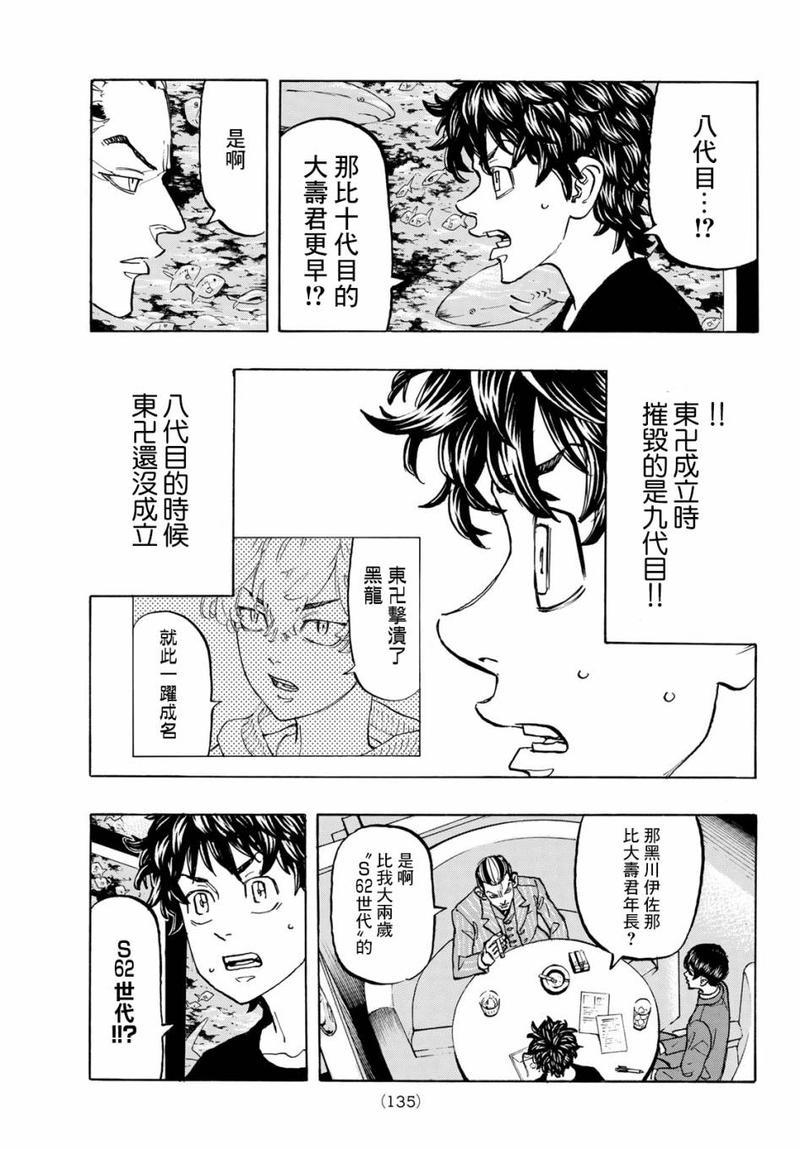 八代目…!?
那比十代目的
大壽君更早!?
是啊
!!
東卍成立時
摧毀的是九代目!!
東卍擊潰了
黑龍
就此一躍成名
八代目的時候
東卍還沒成立
那黑川伊佐那
比大壽君年長?
是啊
比我大兩歲
“S62世代”的
S
62
世代!!?
(135)